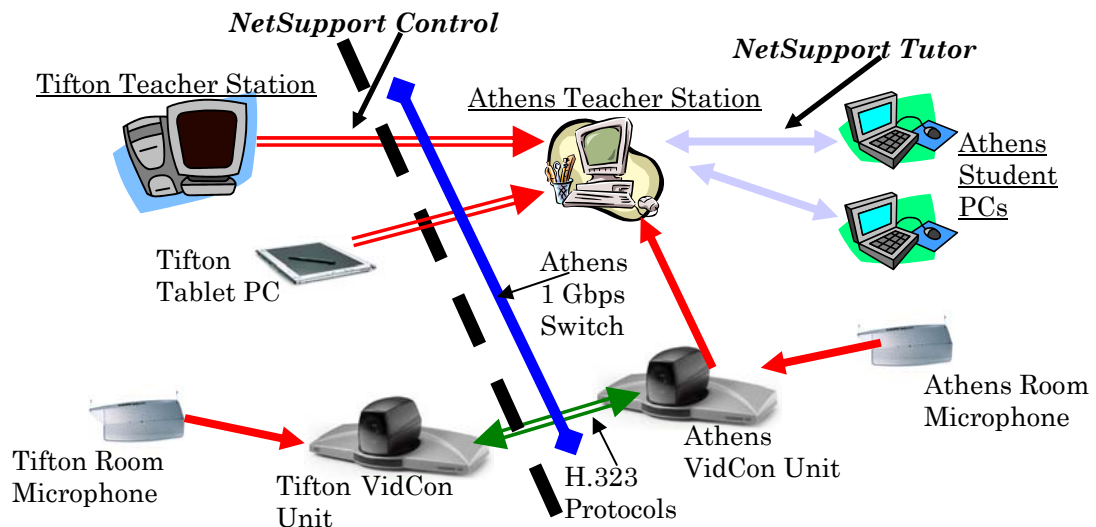 NetSupport Control
NetSupport Tutor
Tifton Teacher Station
Athens Teacher Station
Athens
Student
PCs
Tifton
Tablet PC
Athens
1 Gbps
Switch
Athens Room
Microphone
Tifton Room
Microphone
Tifton VidCon
Unit
H.323
Protocols
Athens
VidCon Unit